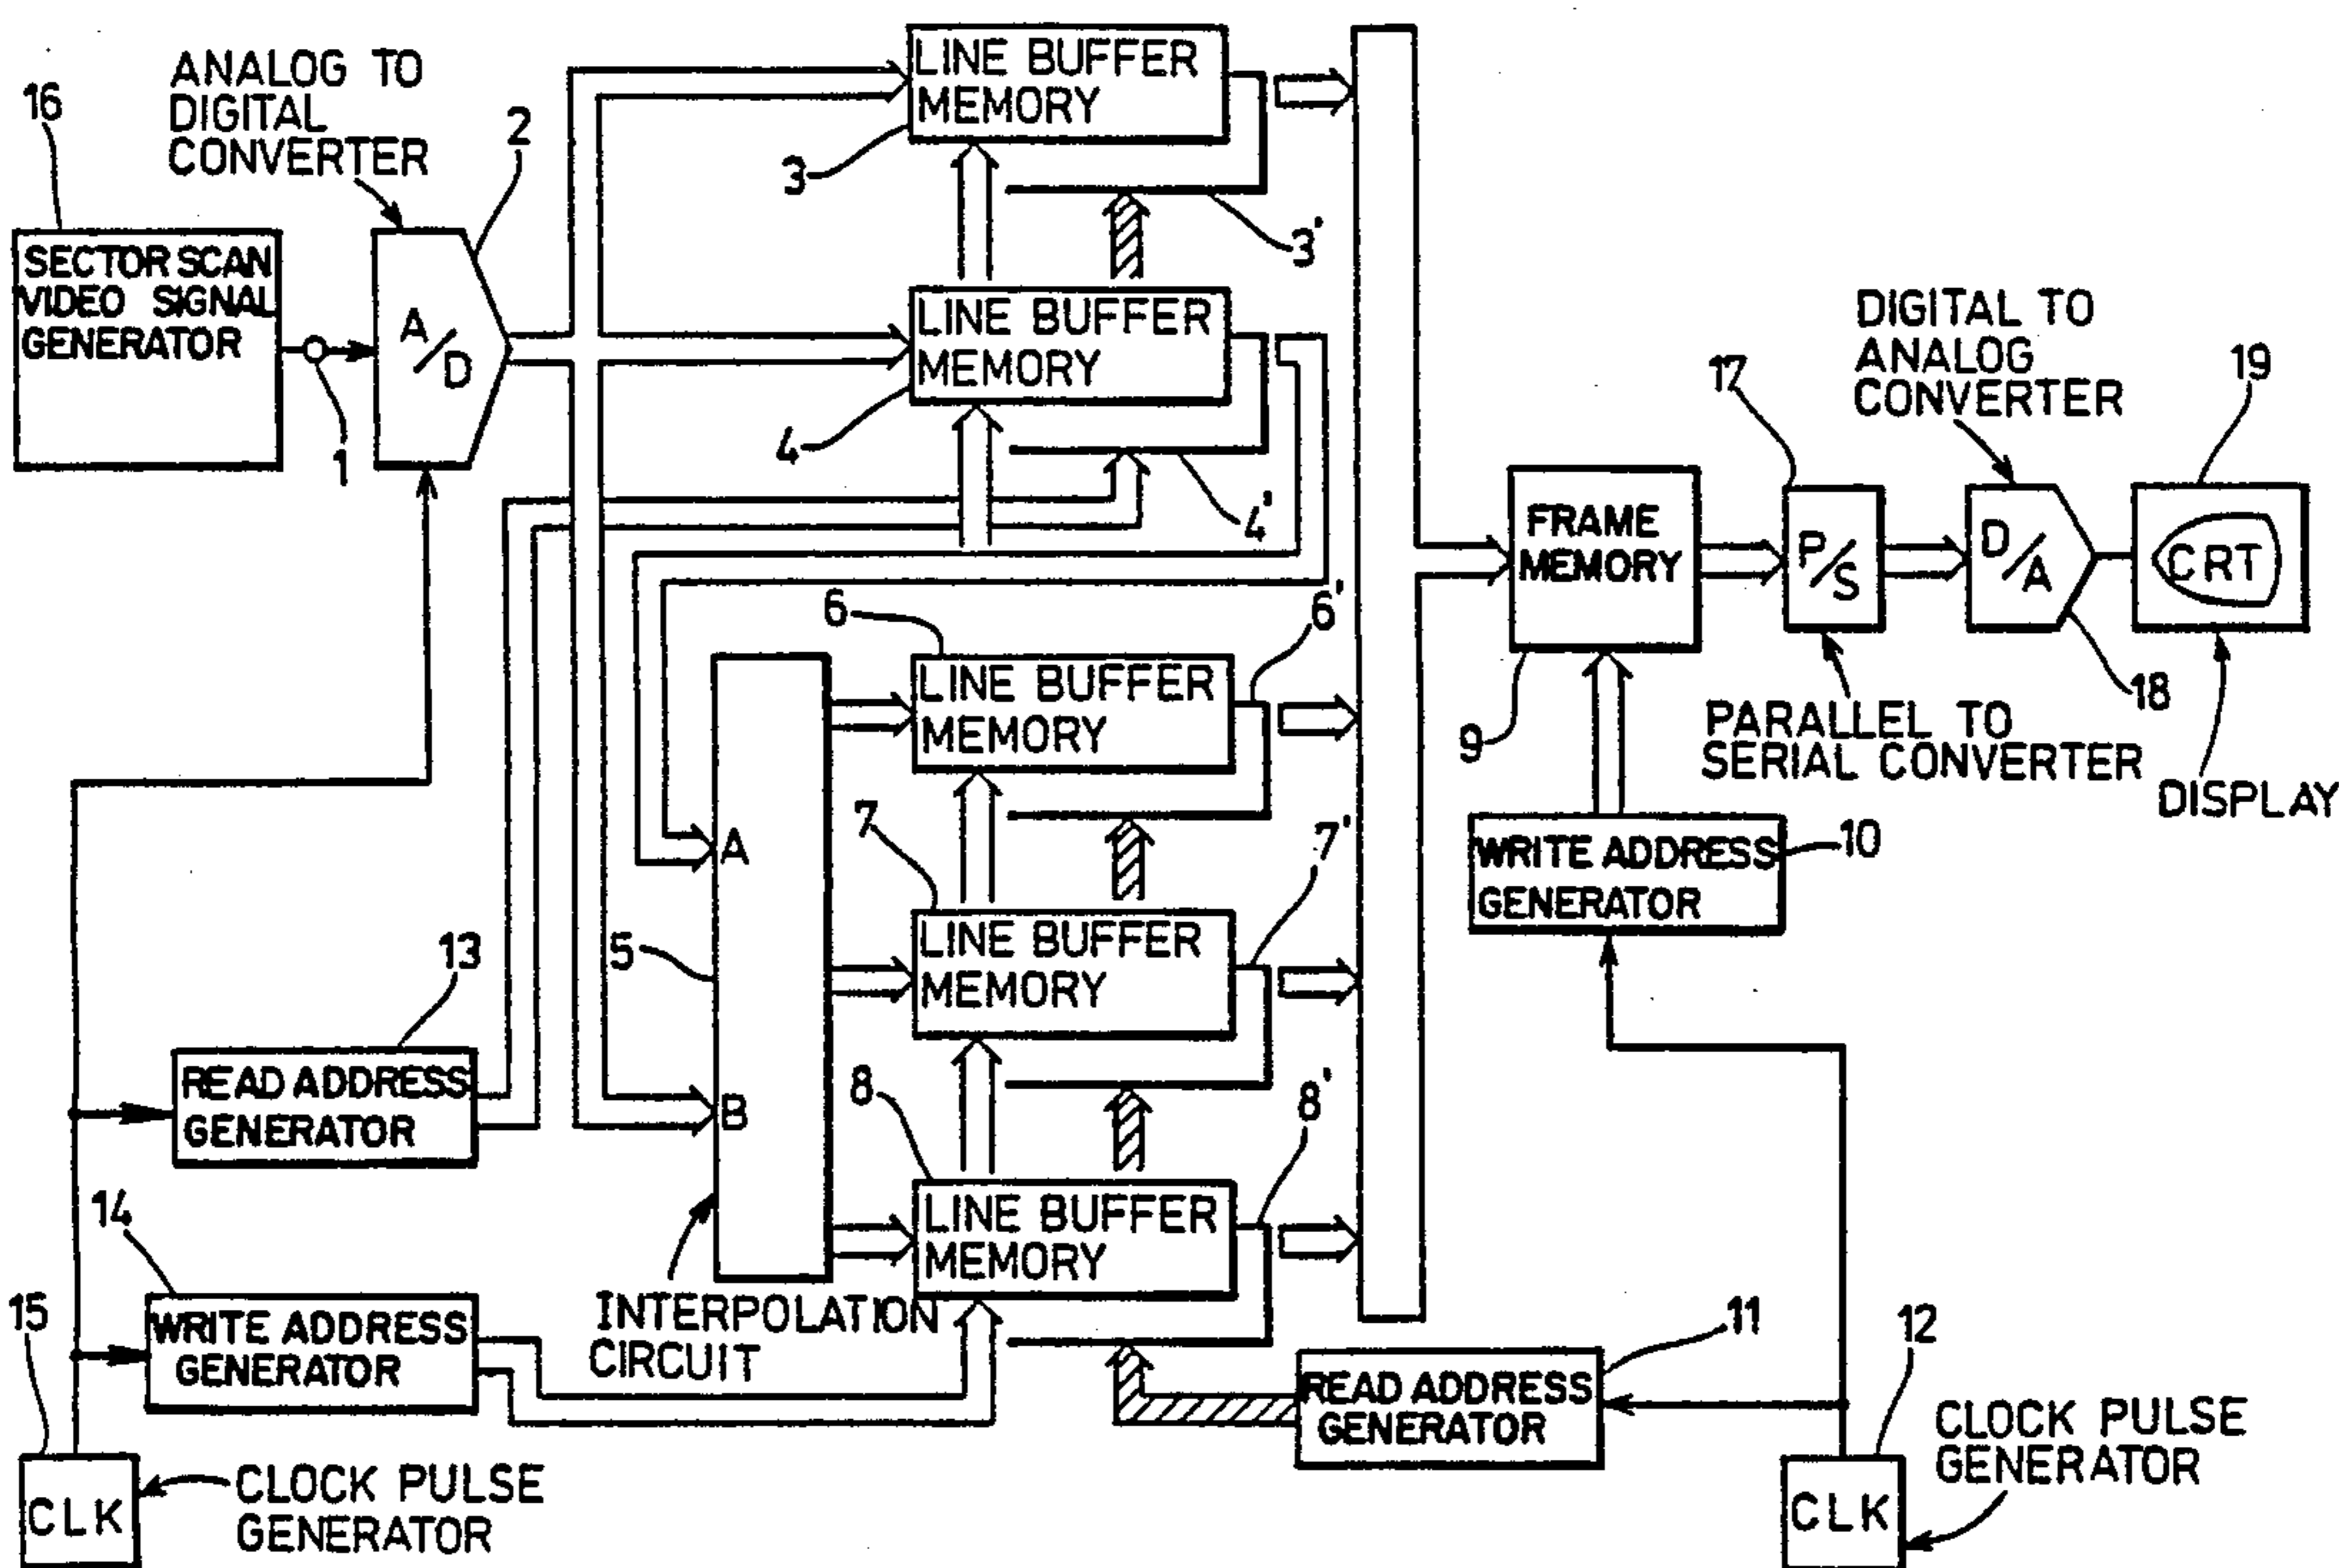 ANALOG TO
DIGITAL
CONVERTER
16
2
SECTOR SCAN
VIDEO SIGNAL
GENERATOR
1
A/D
LINE BUFFER
MEMORY
3
3'
LINE BUFFER
MEMORY
4
4'
6
6'
LINE BUFFER
MEMORY
7
7'
LINE BUFFER
MEMORY
8
8'
LINE BUFFER
MEMORY
A
B
5
INTERPOLATION
CIRCUIT
13
READ ADDRESS
GENERATOR
14
WRITE ADDRESS
GENERATOR
15
CLK
CLOCK PULSE
GENERATOR
FRAME
MEMORY
9
17
P/S
PARALLEL TO
SERIAL CONVERTER
DIGITAL TO
ANALOG
CONVERTER
D/A
18
19
CRT
DISPLAY
WRITE ADDRESS
GENERATOR
10
11
READ ADDRESS
GENERATOR
12
CLK
CLOCK PULSE
GENERATOR